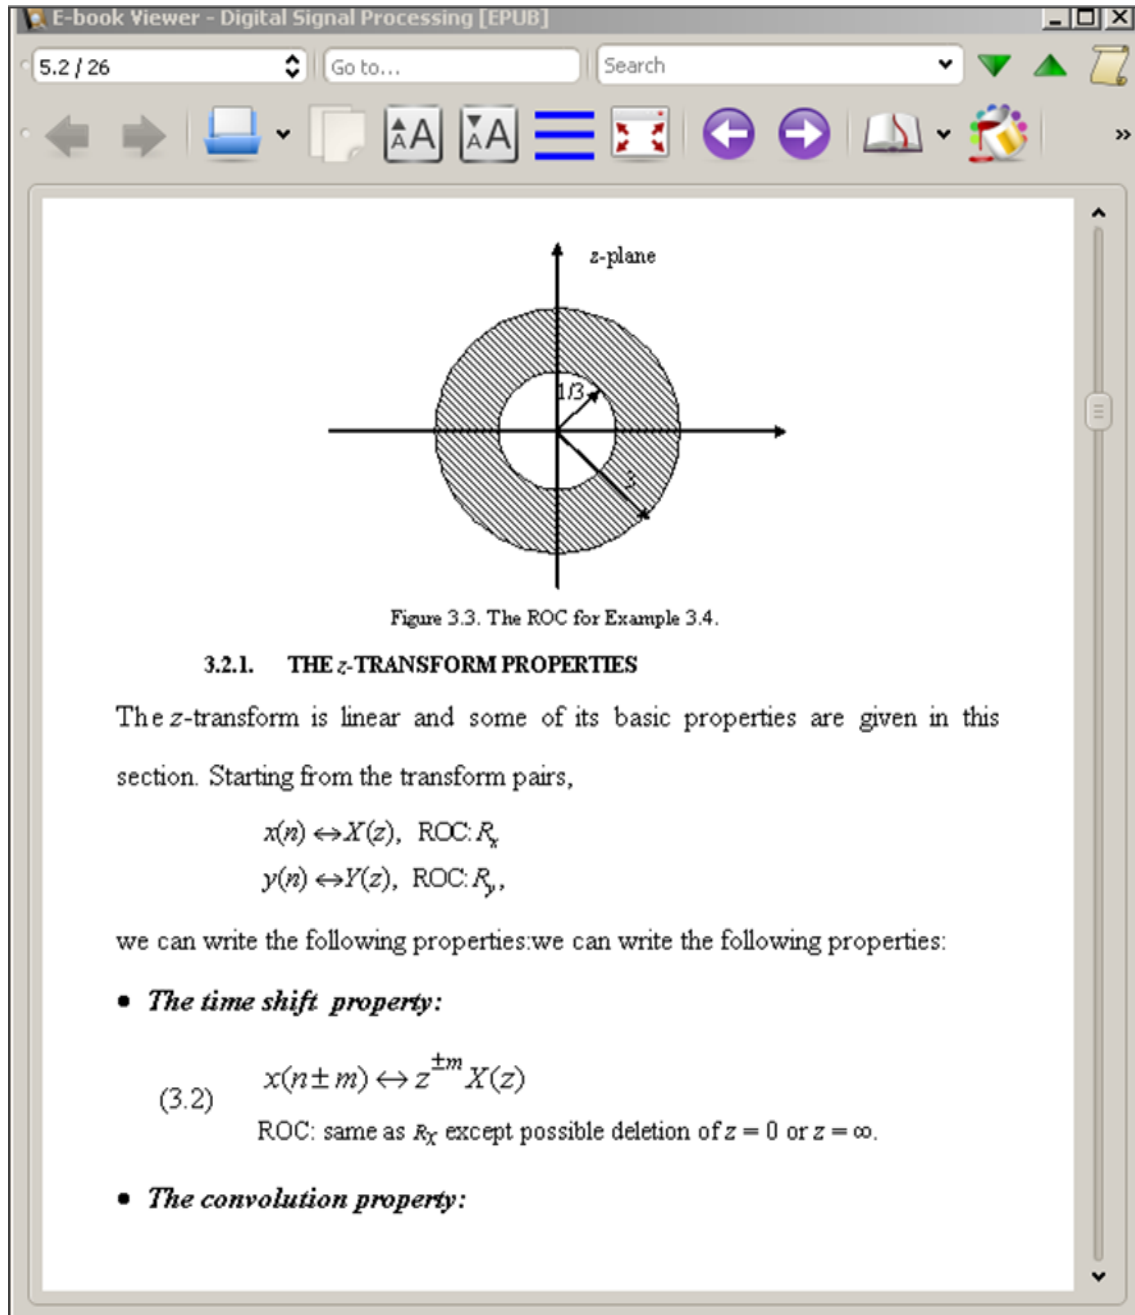 E-book Viewer - Digital Signal Processing [EPUB]
5.2 / 26
Go to...
Search
A A
A A
»
z-plane
1/3
3
Figure 3.3. The ROC for Example 3.4.
3.2.1. THE z-TRANSFORM PROPERTIES
The z-transform is linear and some of its basic properties are given in this
section. Starting from the transform pairs,
x(n) ↔ X(z), ROC: Rₓ
y(n) ↔ Y(z), ROC: R_y,
we can write the following properties:we can write the following properties:
• The time shift property:
(3.2) x(n ± m) ↔ z^{±m} X(z)
ROC: same as R_X except possible deletion of z = 0 or z = ∞.
• The convolution property: